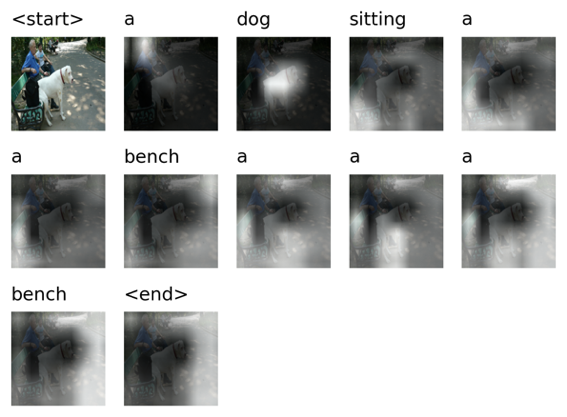 <start> a dog sitting a
a bench a a a
bench <end>